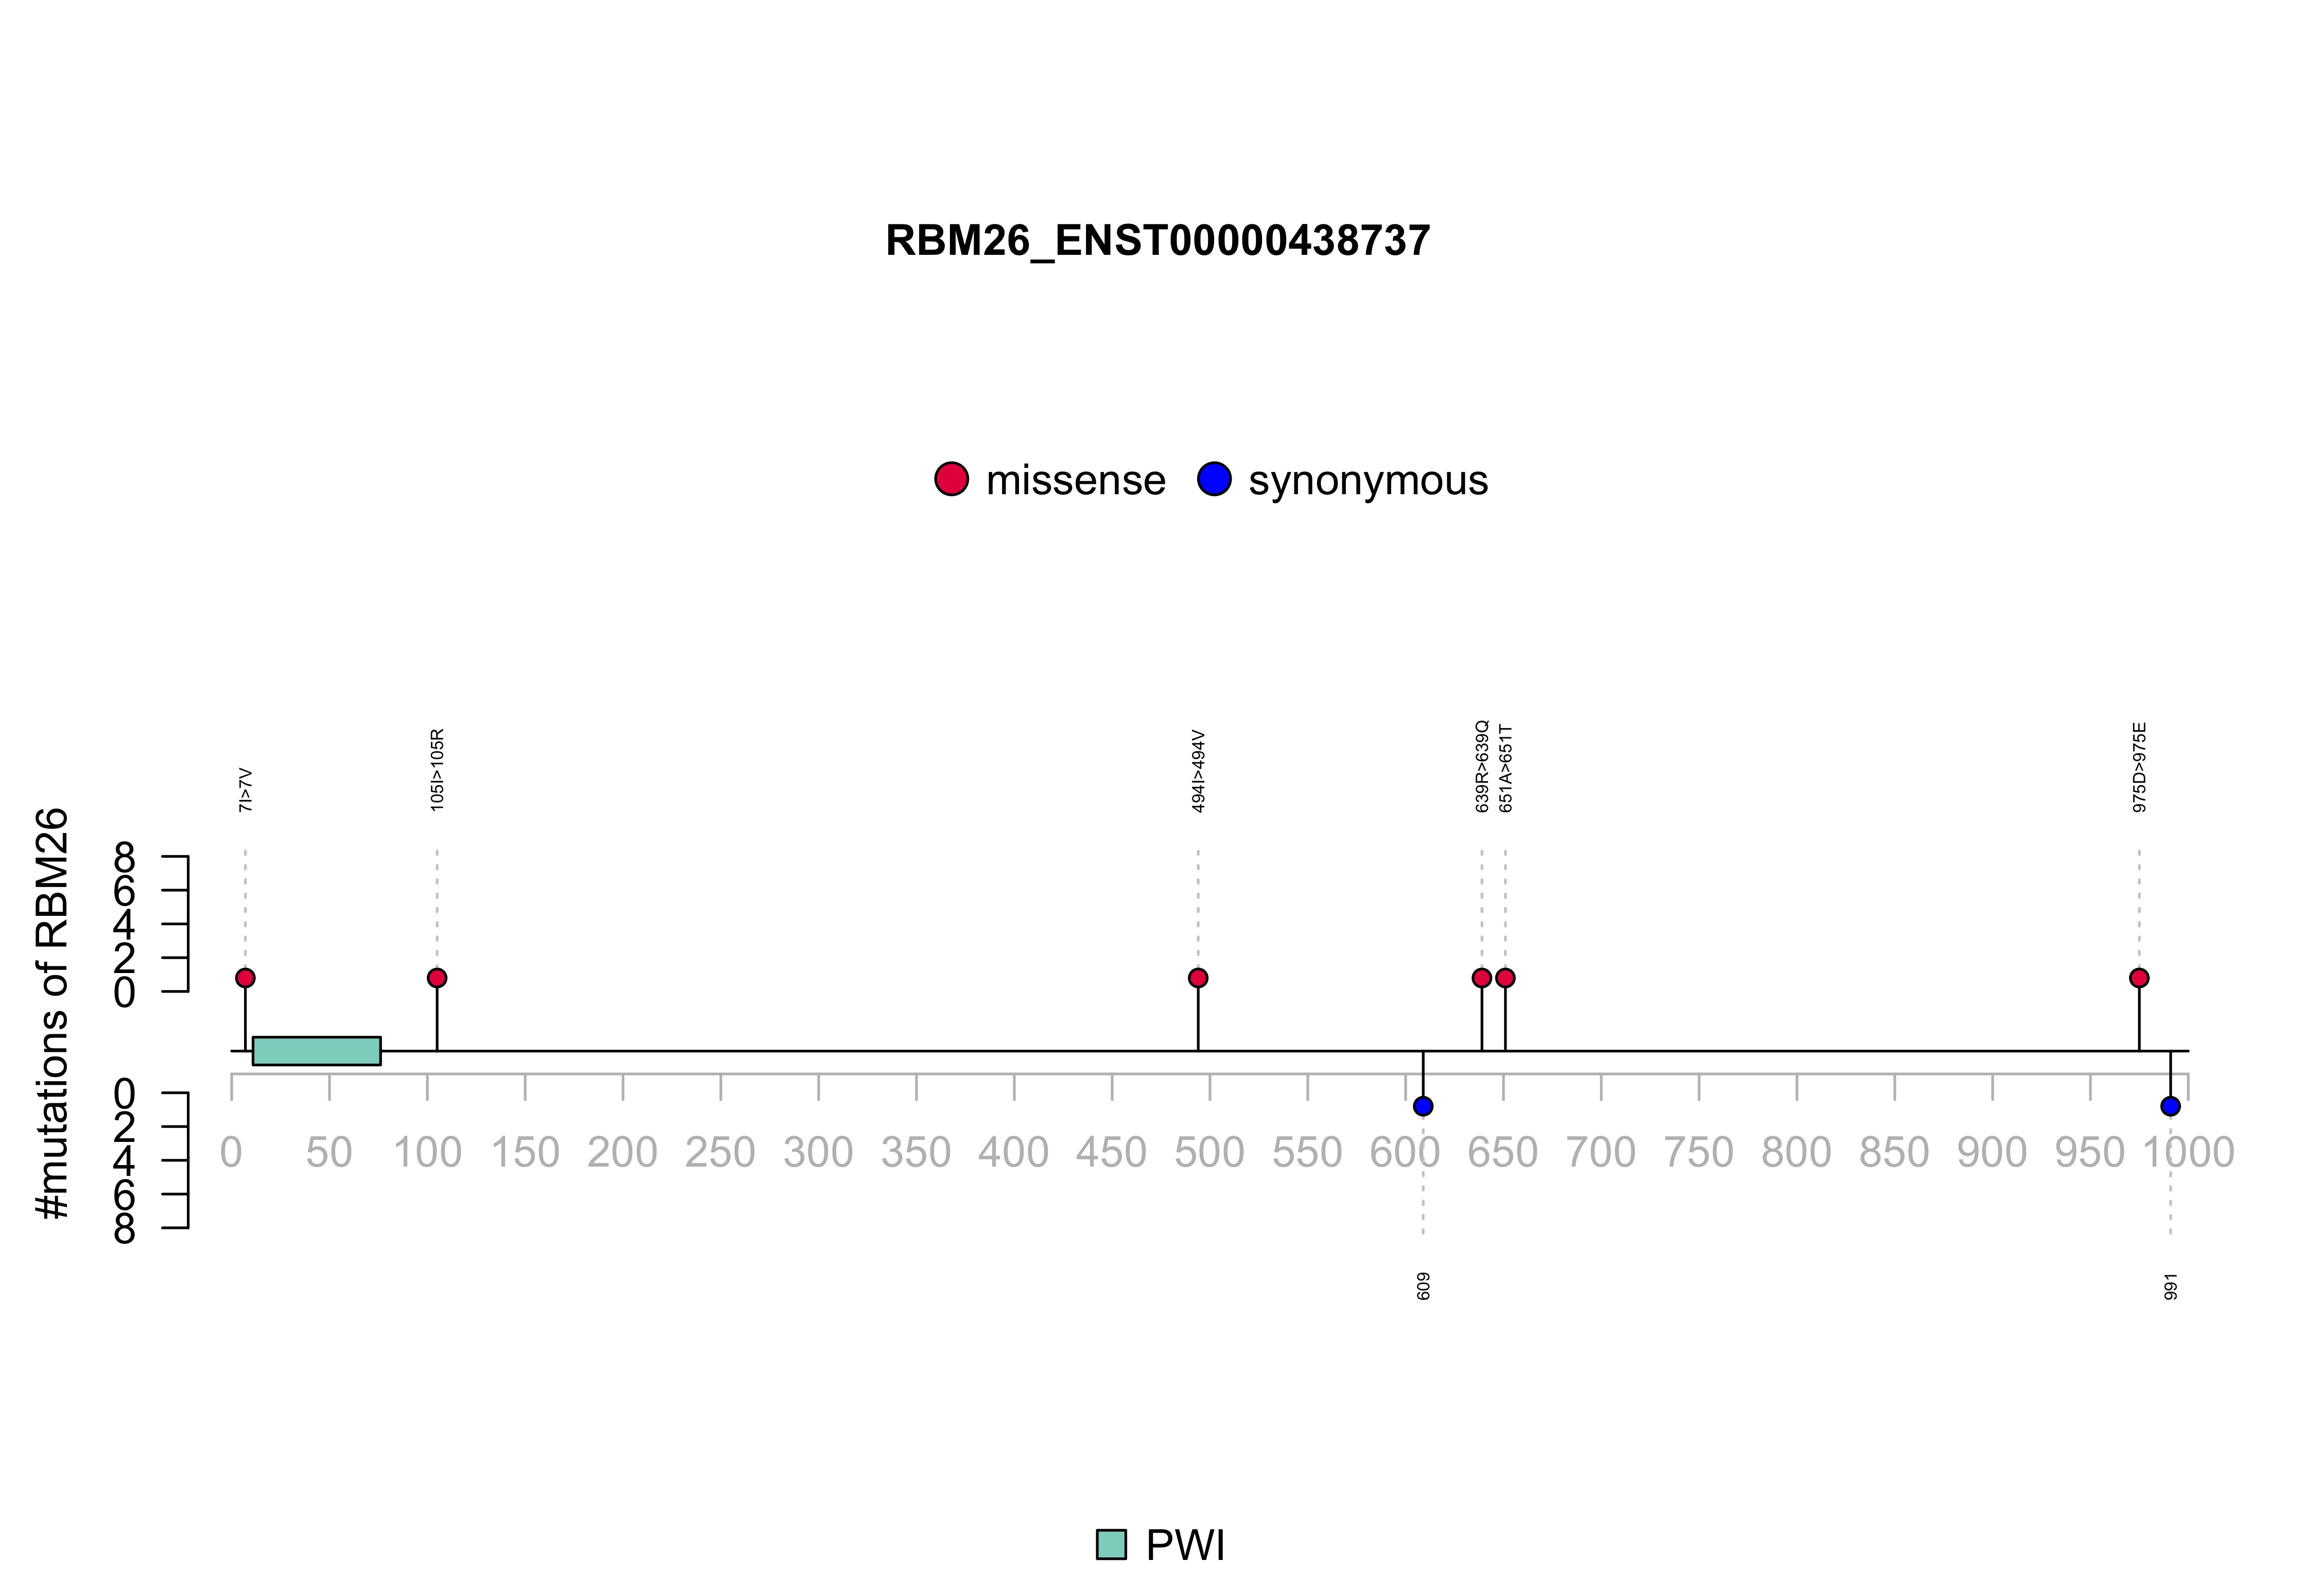 RBM26_ENST00000438737
missense synonymous
7I>7V 105I>105R 494I>494V 639R>639Q 651A>651T 975D>975E
#mutations of RBM26
8
6
4
2
0
0
2
4
6
8
0 50 100 150 200 250 300 350 400 450 500 550 600 650 700 750 800 850 900 950 1000
609 991
PWI